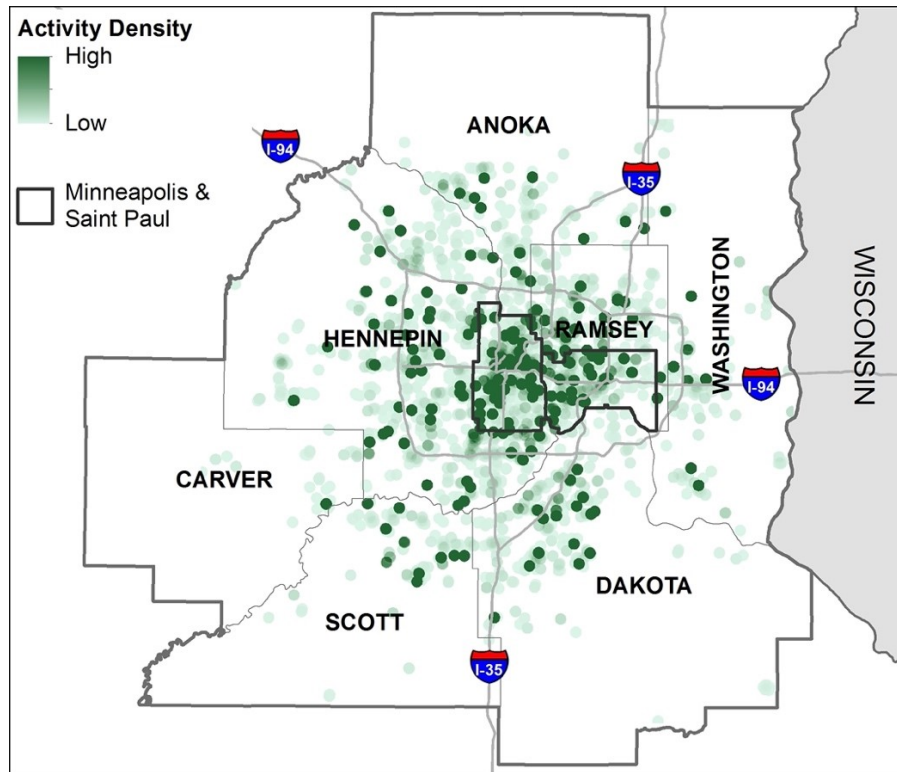 Activity Density
High
Low
Minneapolis &
Saint Paul
I-94
ANOKA
I-35
WASHINGTON
WISCONSIN
HENNEPIN
RAMSEY
I-94
CARVER
DAKOTA
SCOTT
I-35